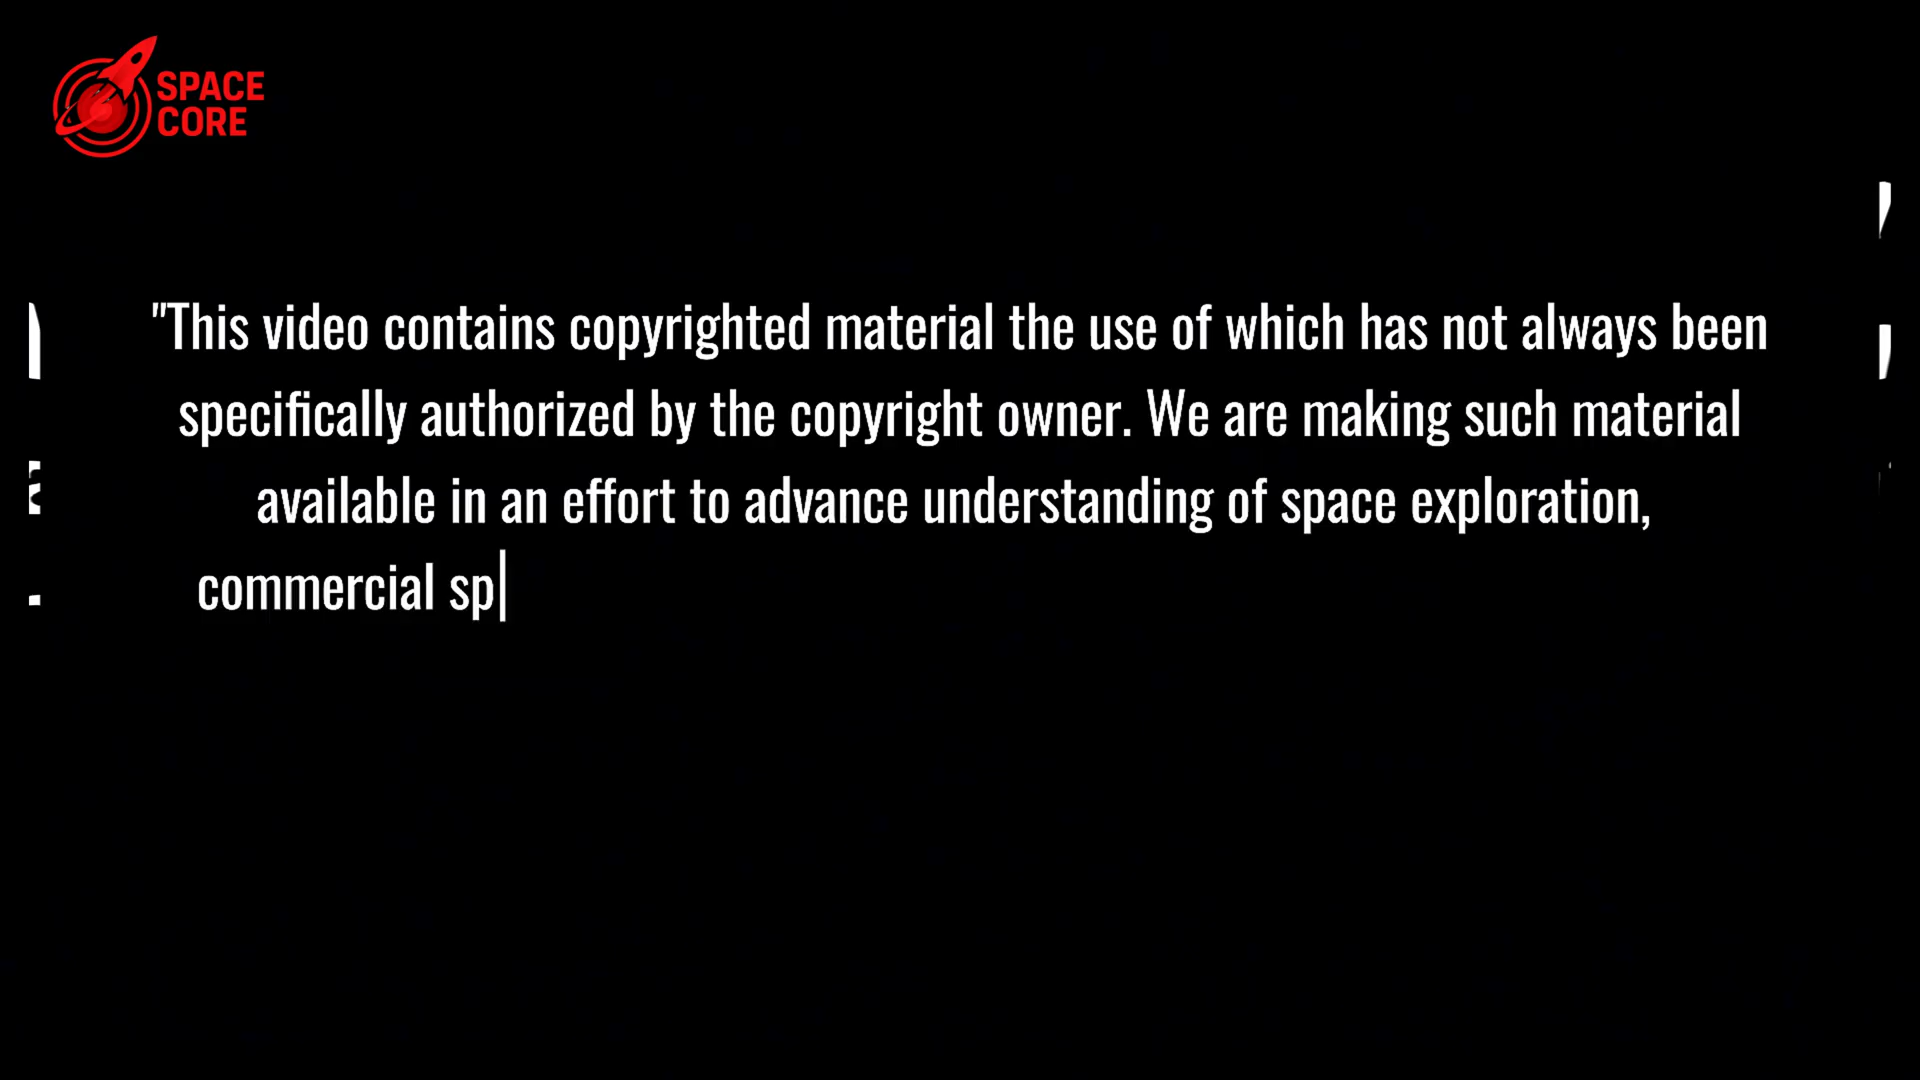 SPACE
CORE
"This video contains copyrighted material the use of which has not always been
specifically authorized by the copyright owner. We are making such material
available in an effort to advance understanding of space exploration,
commercial sp